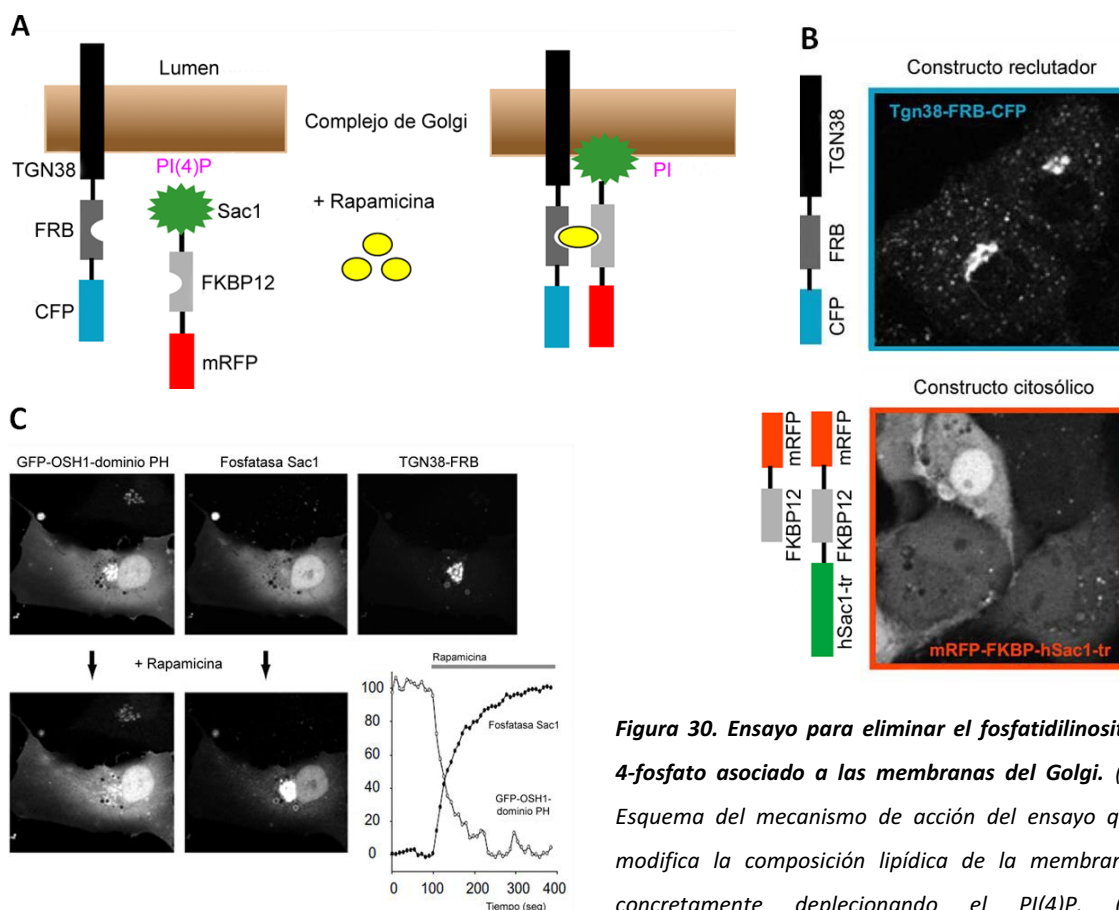 A
Lumen
TGN38
PI(4)P
Complejo de Golgi
PI
Sac1
+ Rapamicina
FRB
FKBP12
CFP
mRFP
B
Constructo reclutador
TGN38
FRB
CFP
Tgn38-FRB-CFP
Constructo citosólico
mRFP
FKBP12
mRFP
FKBP12
hSac1-tr
mRFP-FKBP-hSac1-tr
C
GFP-OSH1-dominio PH
Fosfatasa Sac1
TGN38-FRB
+ Rapamicina
Rapamicina
100
80
60
40
20
0
Fosfatasa Sac1
GFP-OSH1-
dominio PH
0 100 200 300 400
Tiempo (seg)
Figura 30. Ensayo para eliminar el fosfatidilinosit
4-fosfato asociado a las membranas del Golgi. (
Esquema del mecanismo de acción del ensayo q
modifica la composición lipídica de la membran
concretamente deplecionando el PI(4)P. (